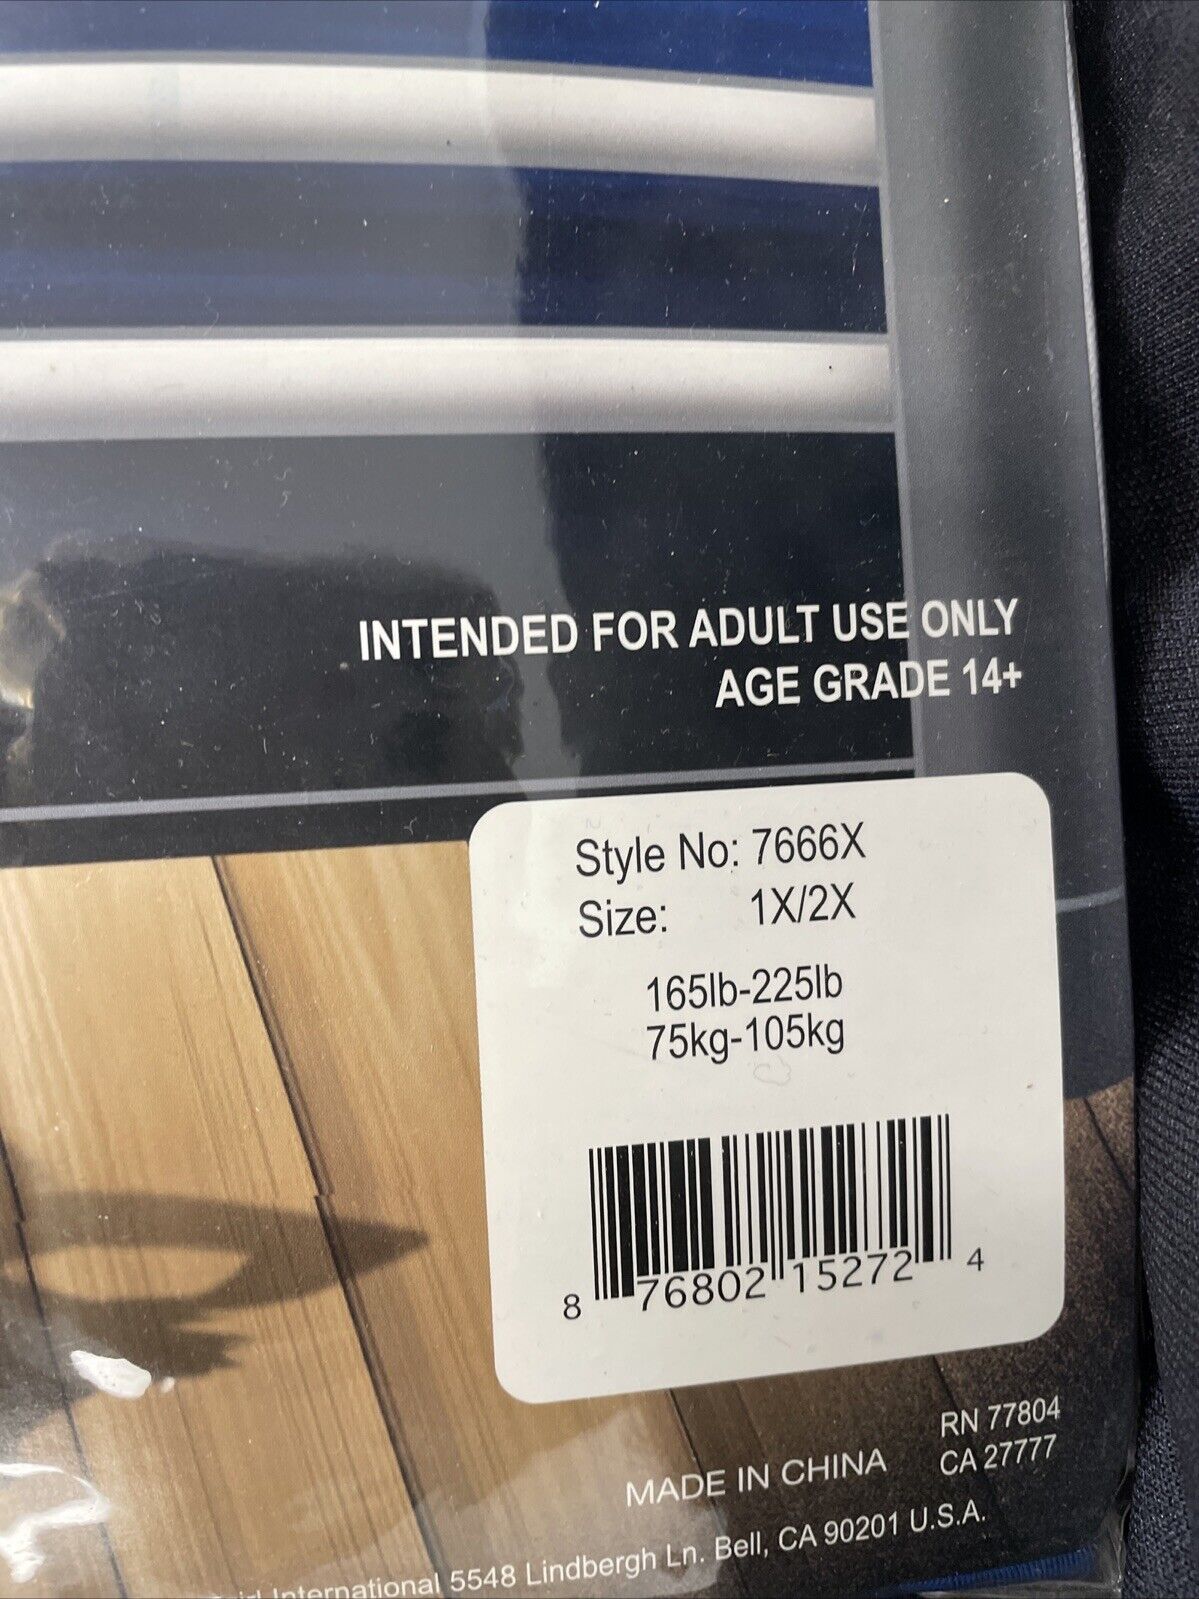 INTENDED FOR ADULT USE ONLY
AGE GRADE 14+
Style No: 7666X
Size: 1X/2X
165lb-225lb
75kg-105kg
8 76802 15272 4
RN 77804
CA 27777
MADE IN CHINA
International 5548 Lindbergh Ln. Bell, CA 90201 U.S.A.